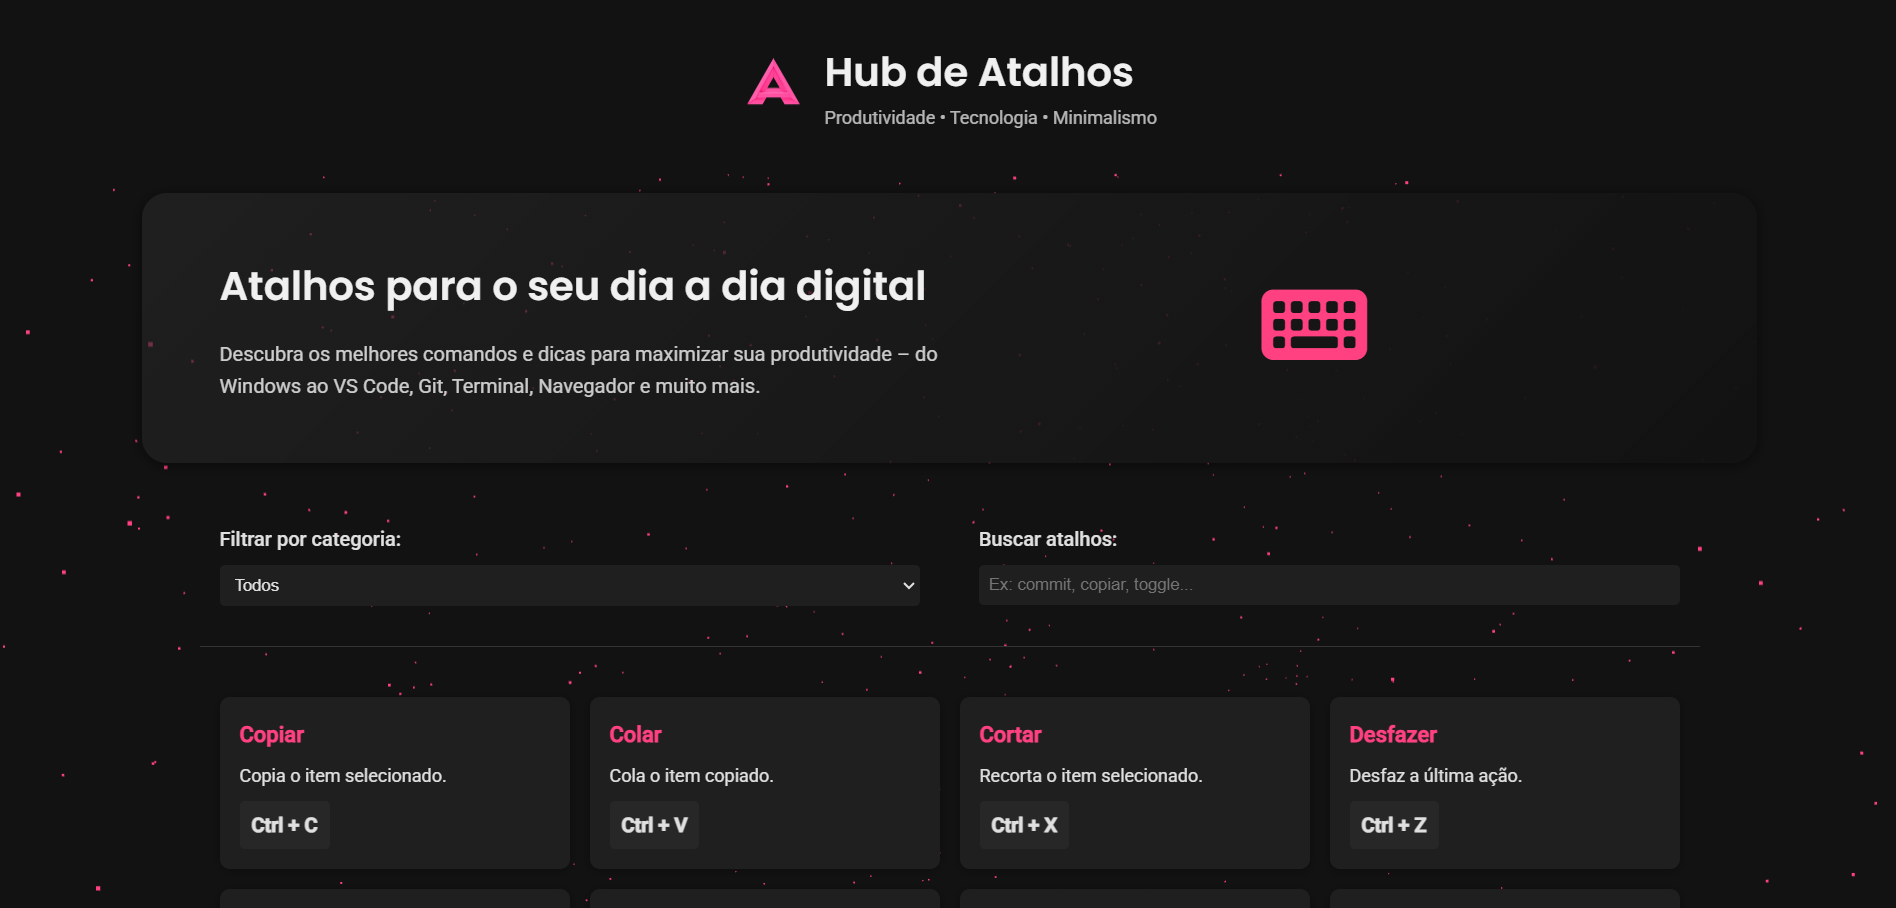 Hub de Atalhos
Produtividade • Tecnologia • Minimalismo
Atalhos para o seu dia a dia digital
Descubra os melhores comandos e dicas para maximizar sua produtividade – do
Windows ao VS Code, Git, Terminal, Navegador e muito mais.
Filtrar por categoria:
Todos
Buscar atalhos:
Ex: commit, copiar, toggle...
Copiar
Copia o item selecionado.
Ctrl + C
Colar
Cola o item copiado.
Ctrl + V
Cortar
Recorta o item selecionado.
Ctrl + X
Desfazer
Desfaz a última ação.
Ctrl + Z